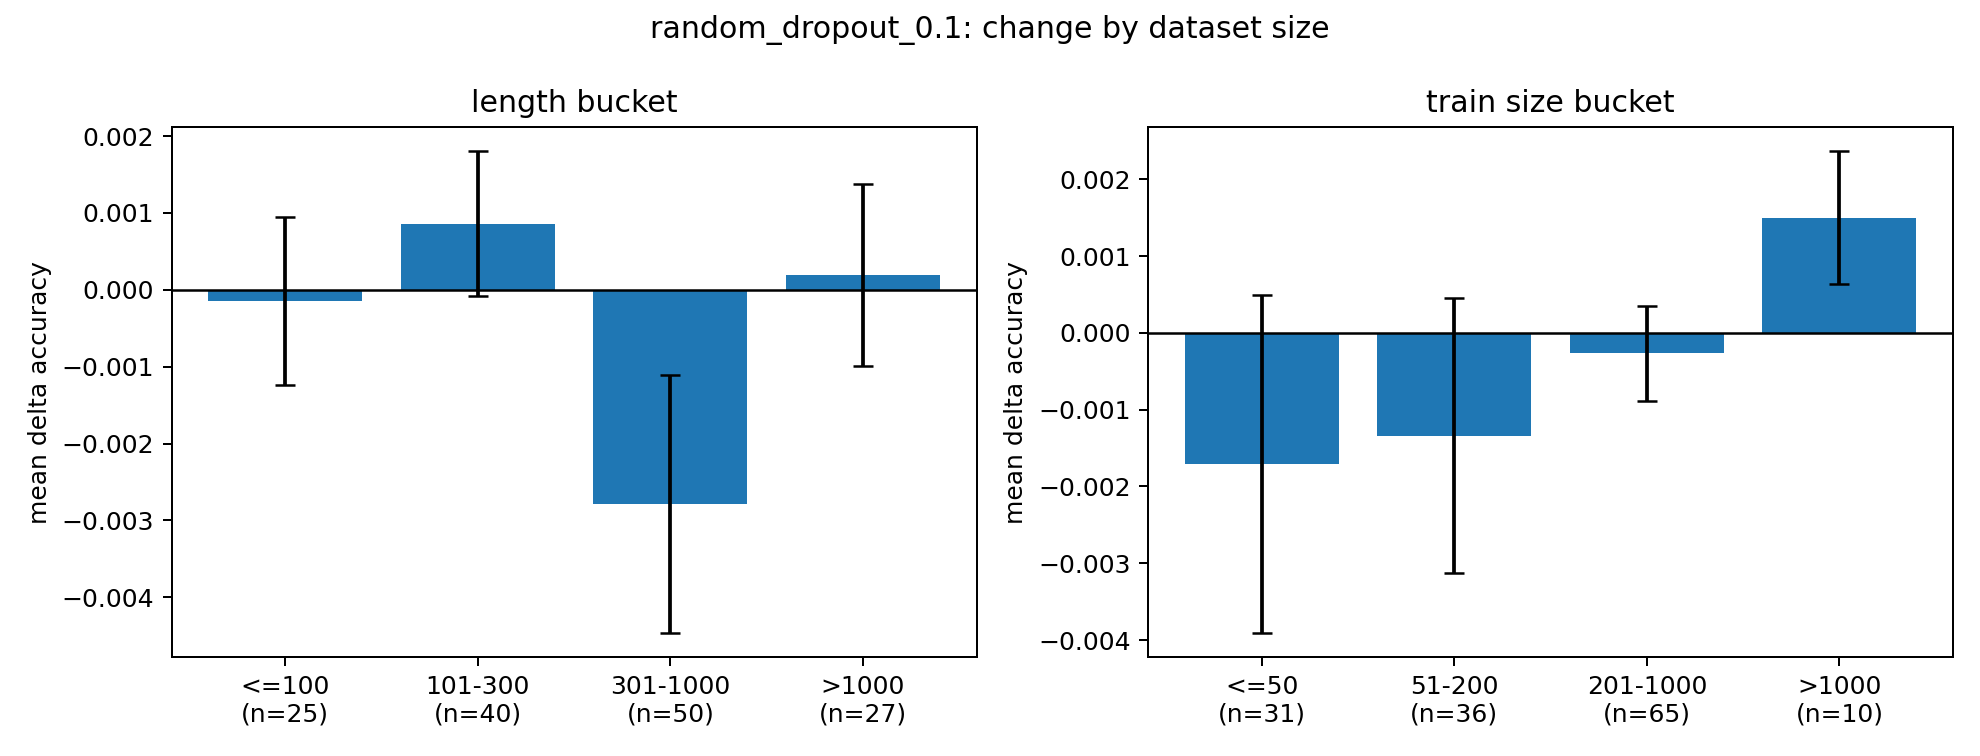 random_dropout_0.1: change by dataset size
length bucket
mean delta accuracy
0.002
0.001
0.000
−0.001
−0.002
−0.003
−0.004
<=100 101-300 301-1000 >1000
(n=25) (n=40) (n=50) (n=27)
train size bucket
mean delta accuracy
0.002
0.001
0.000
−0.001
−0.002
−0.003
−0.004
<=50 51-200 201-1000 >1000
(n=31) (n=36) (n=65) (n=10)